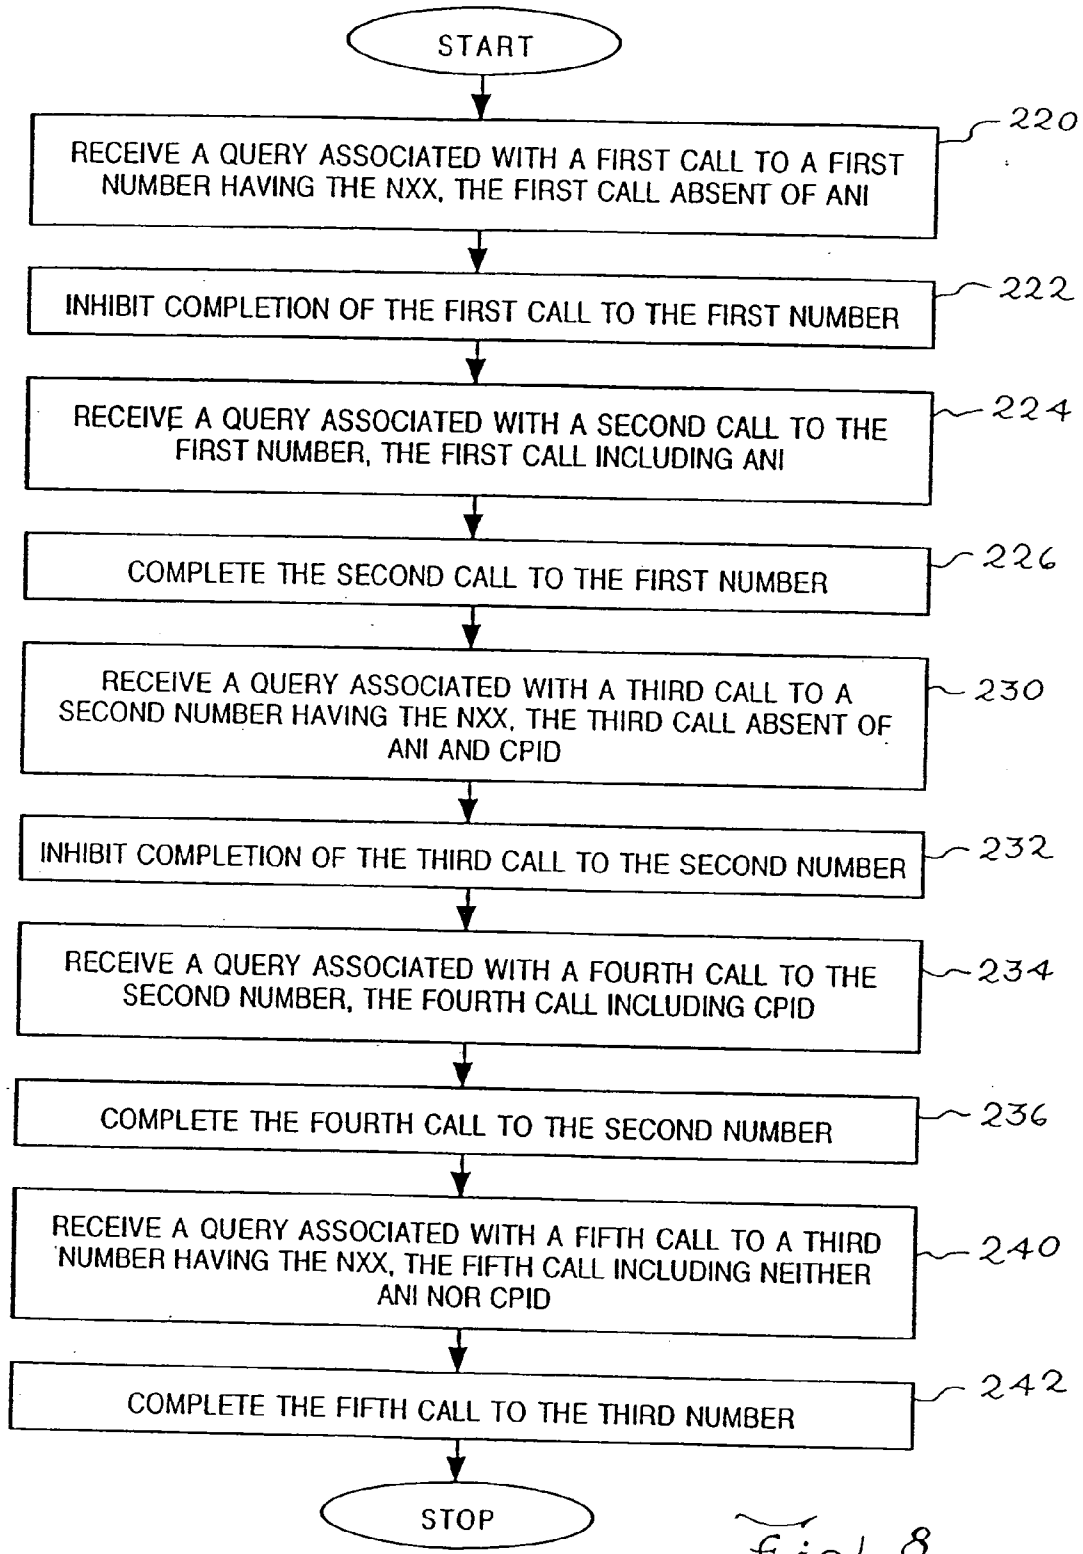 START
220
RECEIVE A QUERY ASSOCIATED WITH A FIRST CALL TO A FIRST
NUMBER HAVING THE NXX, THE FIRST CALL ABSENT OF ANI
222
INHIBIT COMPLETION OF THE FIRST CALL TO THE FIRST NUMBER
224
RECEIVE A QUERY ASSOCIATED WITH A SECOND CALL TO THE
FIRST NUMBER, THE FIRST CALL INCLUDING ANI
226
COMPLETE THE SECOND CALL TO THE FIRST NUMBER
230
RECEIVE A QUERY ASSOCIATED WITH A THIRD CALL TO A
SECOND NUMBER HAVING THE NXX, THE THIRD CALL ABSENT OF
ANI AND CPID
232
INHIBIT COMPLETION OF THE THIRD CALL TO THE SECOND NUMBER
234
RECEIVE A QUERY ASSOCIATED WITH A FOURTH CALL TO THE
SECOND NUMBER, THE FOURTH CALL INCLUDING CPID
236
COMPLETE THE FOURTH CALL TO THE SECOND NUMBER
240
RECEIVE A QUERY ASSOCIATED WITH A FIFTH CALL TO A THIRD
NUMBER HAVING THE NXX, THE FIFTH CALL INCLUDING NEITHER
ANI NOR CPID
242
COMPLETE THE FIFTH CALL TO THE THIRD NUMBER
STOP
Fig. 8